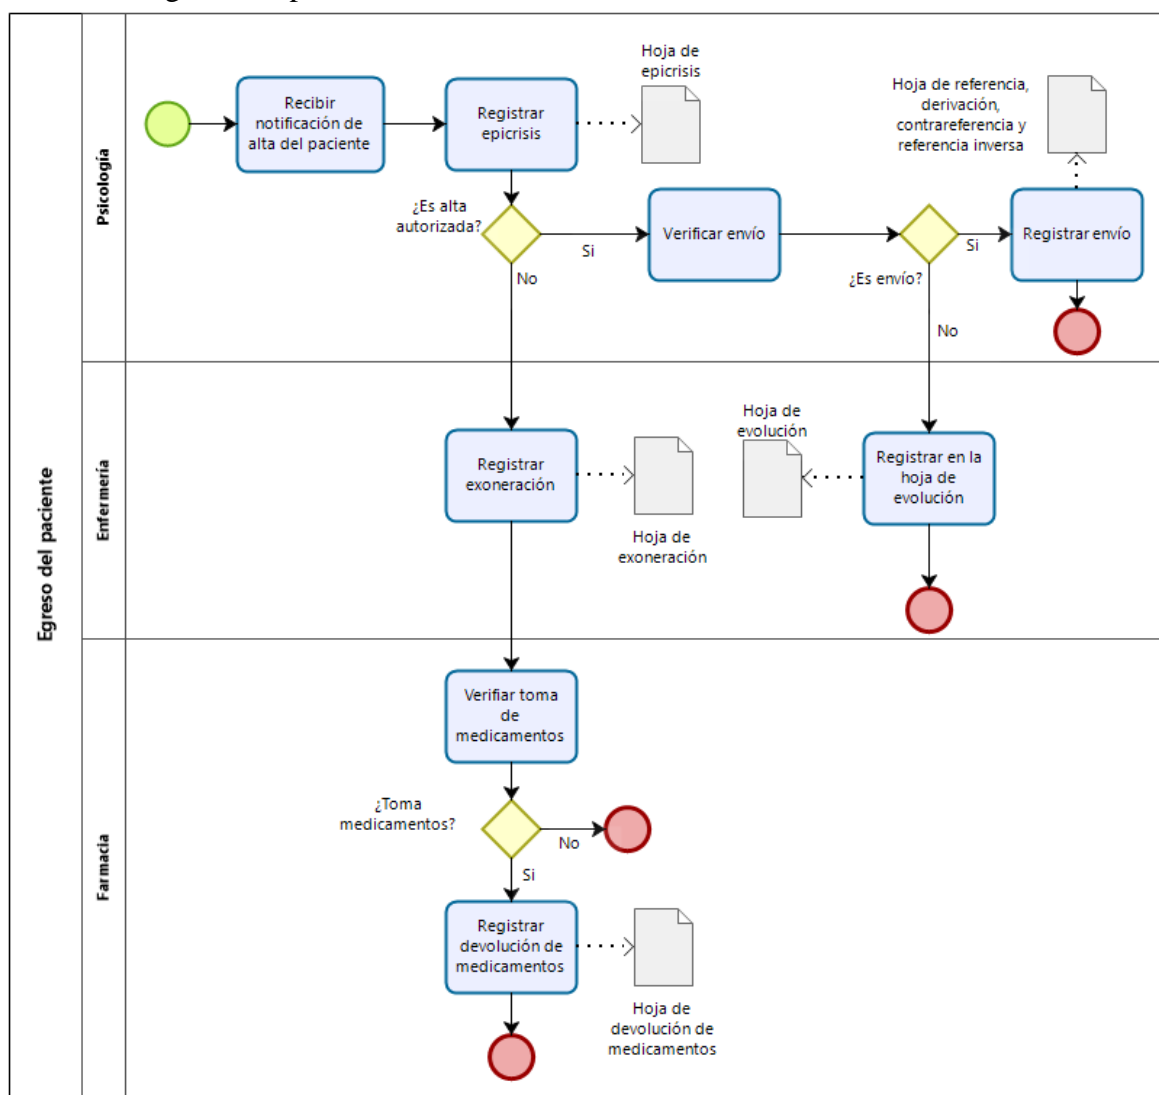 Egreso del paciente
Psicología
Recibir
notificación de
alta del paciente
Registrar
epicrisis
Hoja de
epicrisis
Hoja de referencia,
derivación,
contrareferencia y
referencia inversa
¿Es alta
autorizada?
Si
No
Verificar envío
¿Es envío?
Si
No
Registrar envío
Enfermería
Registrar
exoneración
Hoja de
exoneración
Hoja de
evolución
Registrar en la
hoja de
evolución
Farmacia
Verifiar toma
de
medicamentos
¿Toma
medicamentos?
No
Si
Registrar
devolución de
medicamentos
Hoja de
devolución de
medicamentos